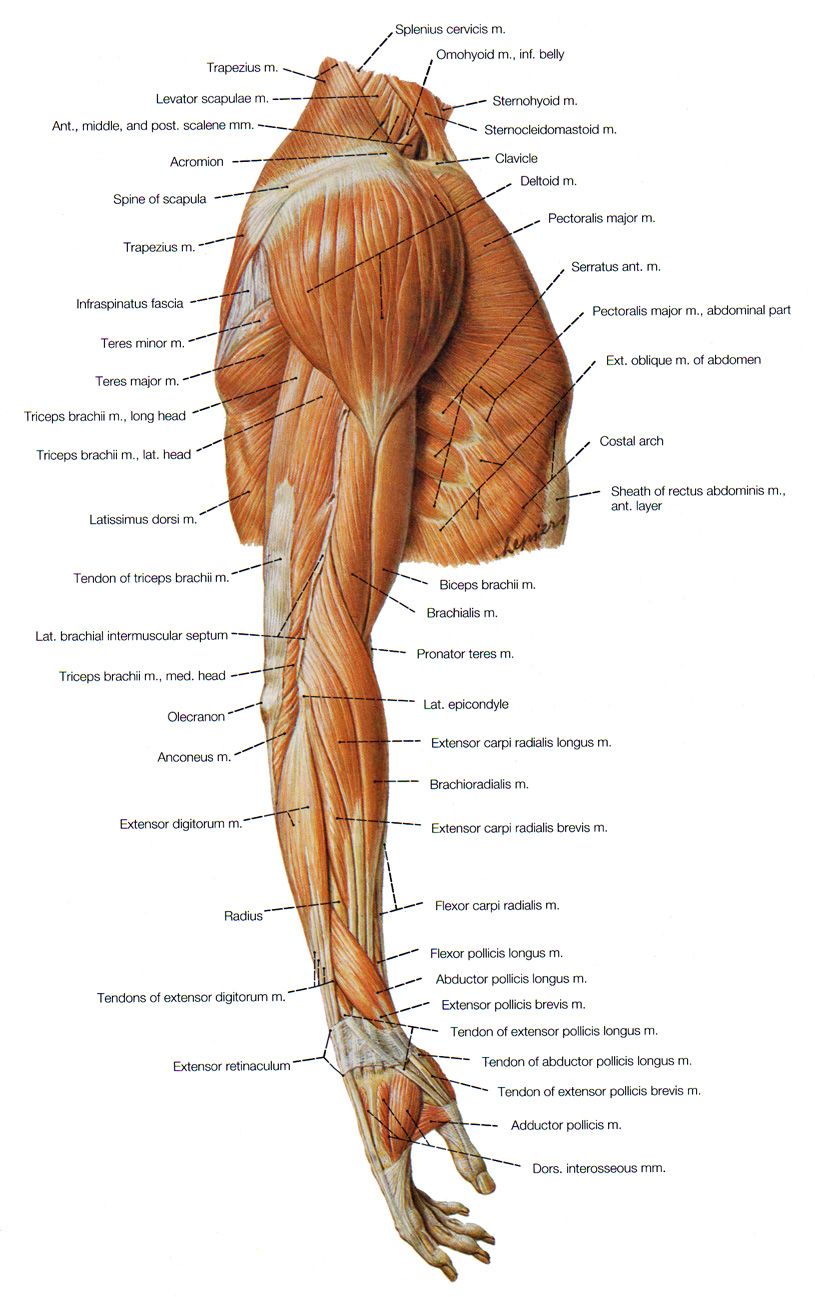 Splenius cervicis m.
Omohyoid m., inf. belly
Trapezius m.
Levator scapulae m.
Sternohyoid m.
Ant., middle, and post. scalene mm.
Sternocleidomastoid m.
Acromion
Clavicle
Deltoid m.
Spine of scapula
Pectoralis major m.
Trapezius m.
Serratus ant. m.
Infraspinatus fascia
Pectoralis major m., abdominal part
Teres minor m.
Ext. oblique m. of abdomen
Teres major m.
Triceps brachii m., long head
Costal arch
Triceps brachii m., lat. head
Sheath of rectus abdominis m.,
ant. layer
Latissimus dorsi m.
Lepier
Tendon of triceps brachii m.
Biceps brachii m.
Brachialis m.
Lat. brachial intermuscular septum
Pronator teres m.
Triceps brachii m., med. head
Lat. epicondyle
Olecranon
Extensor carpi radialis longus m.
Anconeus m.
Brachioradialis m.
Extensor digitorum m.
Extensor carpi radialis brevis m.
Flexor carpi radialis m.
Radius
Flexor pollicis longus m.
Abductor pollicis longus m.
Tendons of extensor digitorum m.
Extensor pollicis brevis m.
Tendon of extensor pollicis longus m.
Extensor retinaculum
Tendon of abductor pollicis longus m.
Tendon of extensor pollicis brevis m.
Adductor pollicis m.
Dors. interosseous mm.